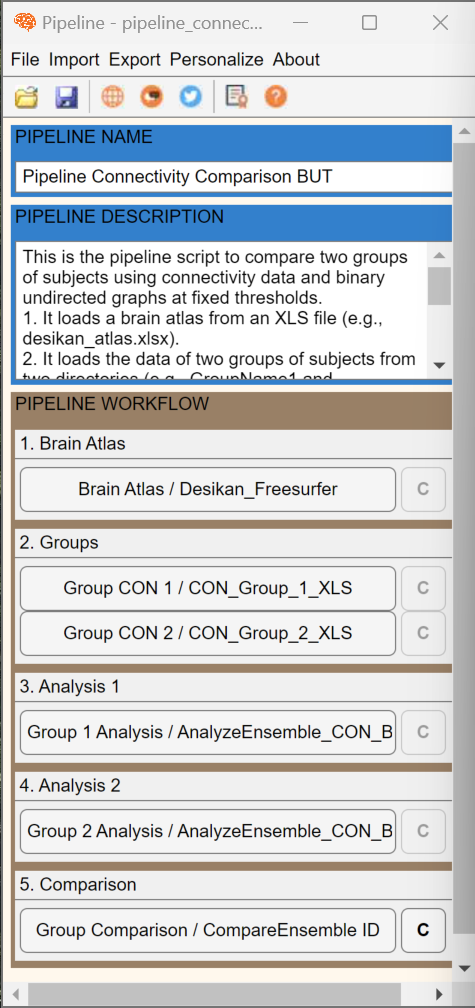 Pipeline - pipeline_connec...
File Import Export Personalize About
PIPELINE NAME
Pipeline Connectivity Comparison BUT
PIPELINE DESCRIPTION
This is the pipeline script to compare two groups
of subjects using connectivity data and binary
undirected graphs at fixed thresholds.
1. It loads a brain atlas from an XLS file (e.g.,
desikan_atlas.xlsx).
2. It loads the data of two groups of subjects from
two directories (e.g., GroupName1 and
PIPELINE WORKFLOW
1. Brain Atlas
Brain Atlas / Desikan_Freesurfer C
2. Groups
Group CON 1 / CON_Group_1_XLS C
Group CON 2 / CON_Group_2_XLS C
3. Analysis 1
Group 1 Analysis / AnalyzeEnsemble_CON_B C
4. Analysis 2
Group 2 Analysis / AnalyzeEnsemble_CON_B C
5. Comparison
Group Comparison / CompareEnsemble ID C